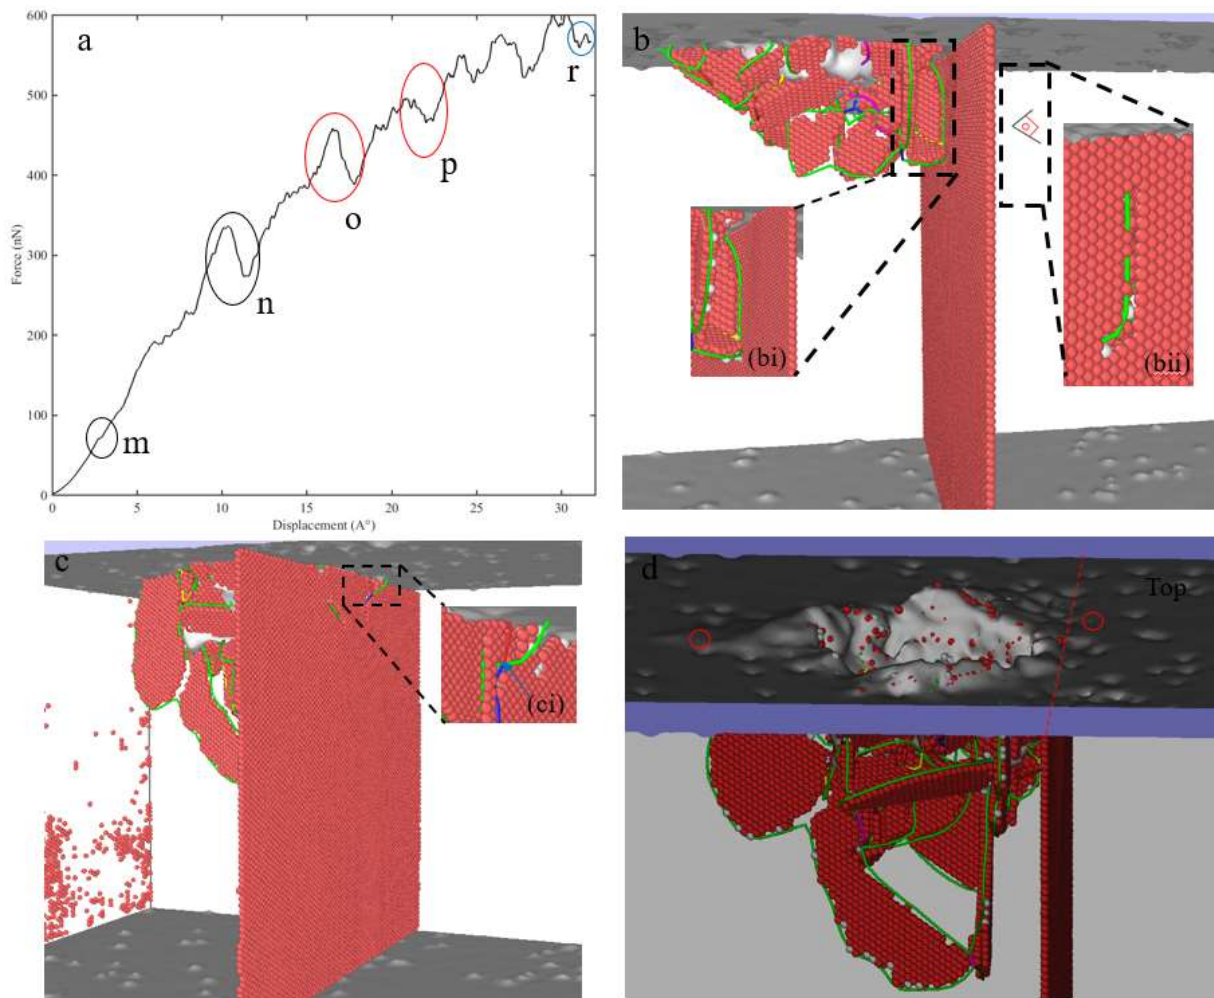 a
600
500
400
300
200
100
0
0
5
10
15
20
25
30
Force (nN)
Displacement (A°)
m
n
o
p
r
b
(bi)
(bii)
c
(ci)
d
Top